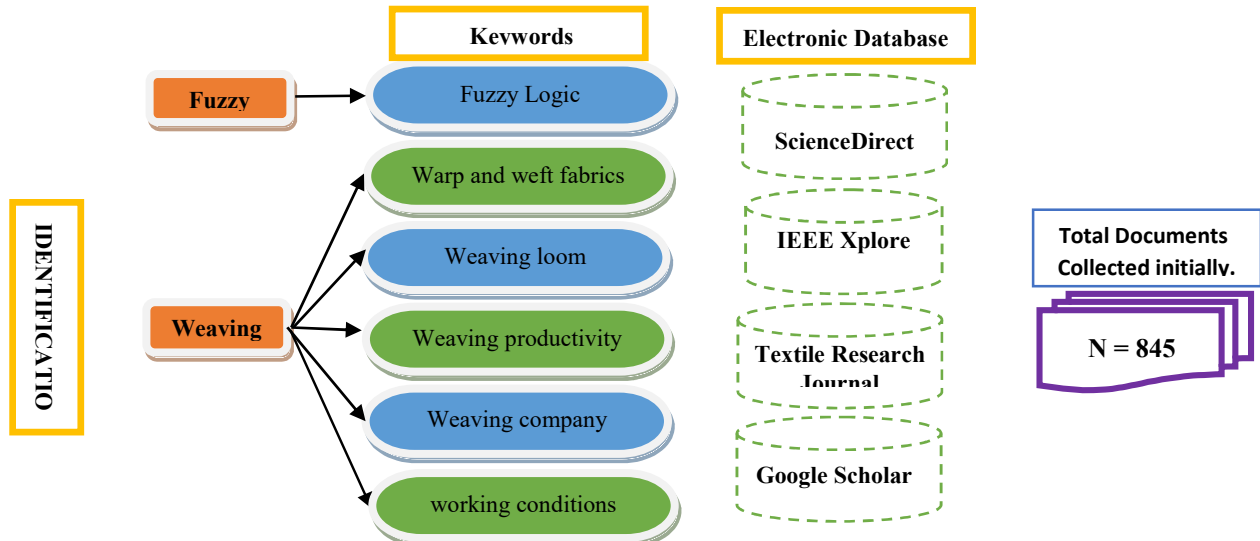 Keywords
Electronic Database
Fuzzy
Fuzzy Logic
ScienceDirect
Warp and weft fabrics
IDENTIFICATIO
IEEE Xplore
Total Documents
Collected initially.
Weaving loom
Weaving
Weaving productivity
Textile Research
Journal
N = 845
Weaving company
Google Scholar
working conditions